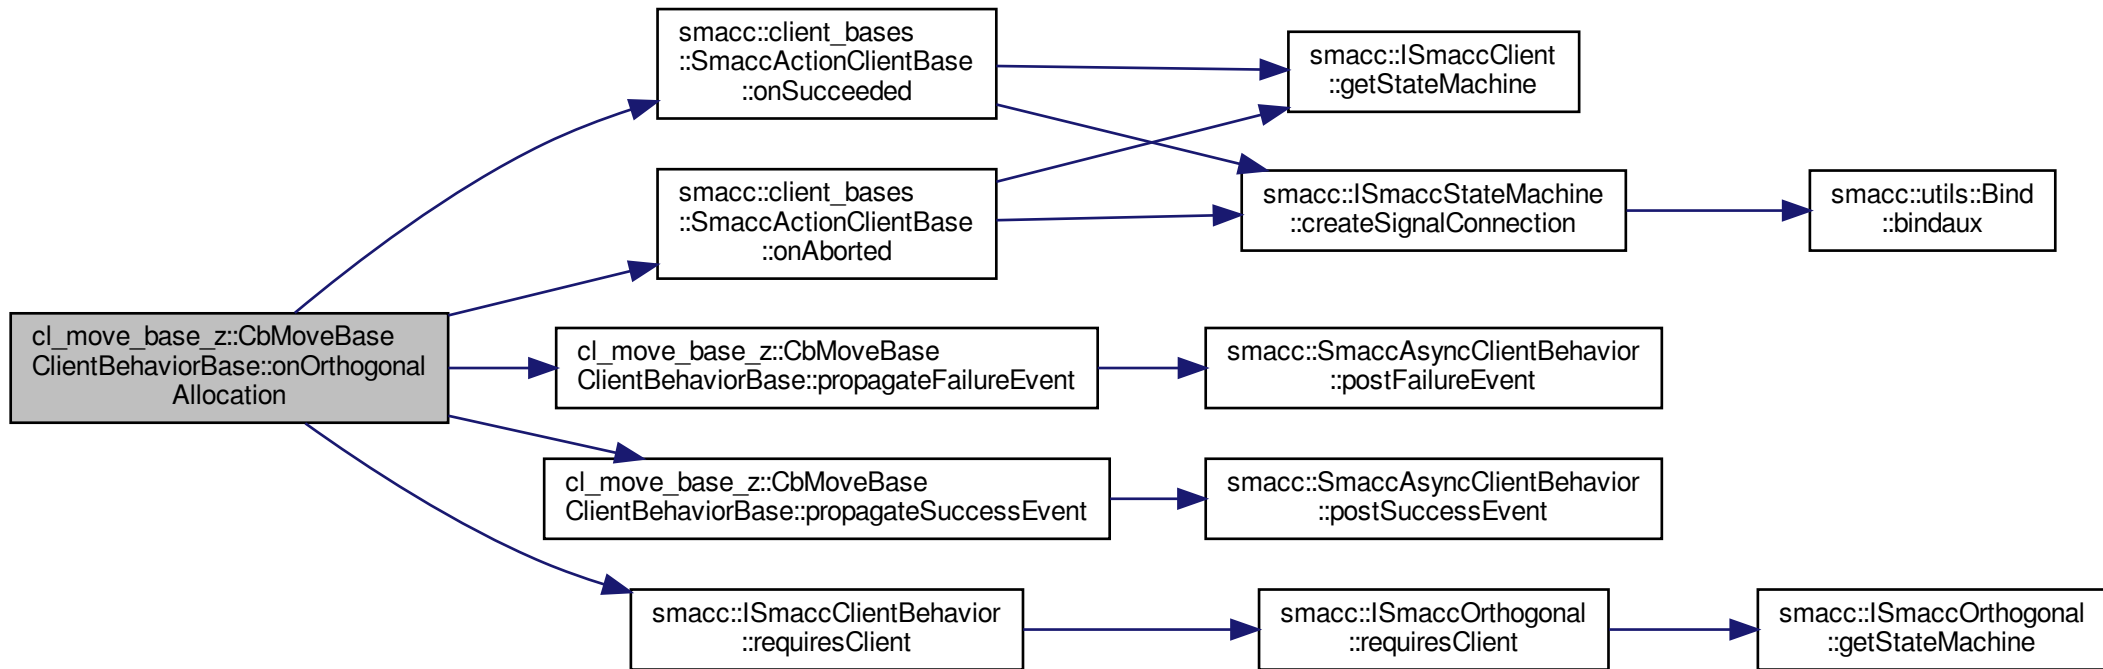 smacc::client_bases
::SmaccActionClientBase
::onSucceeded
smacc::ISmaccClient
::getStateMachine
smacc::client_bases
::SmaccActionClientBase
::onAborted
smacc::ISmaccStateMachine
::createSignalConnection
smacc::utils::Bind
::bindaux
cl_move_base_z::CbMoveBase
ClientBehaviorBase::onOrthogonal
Allocation
cl_move_base_z::CbMoveBase
ClientBehaviorBase::propagateFailureEvent
smacc::SmaccAsyncClientBehavior
::postFailureEvent
cl_move_base_z::CbMoveBase
ClientBehaviorBase::propagateSuccessEvent
smacc::SmaccAsyncClientBehavior
::postSuccessEvent
smacc::ISmaccClientBehavior
::requiresClient
smacc::ISmaccOrthogonal
::requiresClient
smacc::ISmaccOrthogonal
::getStateMachine